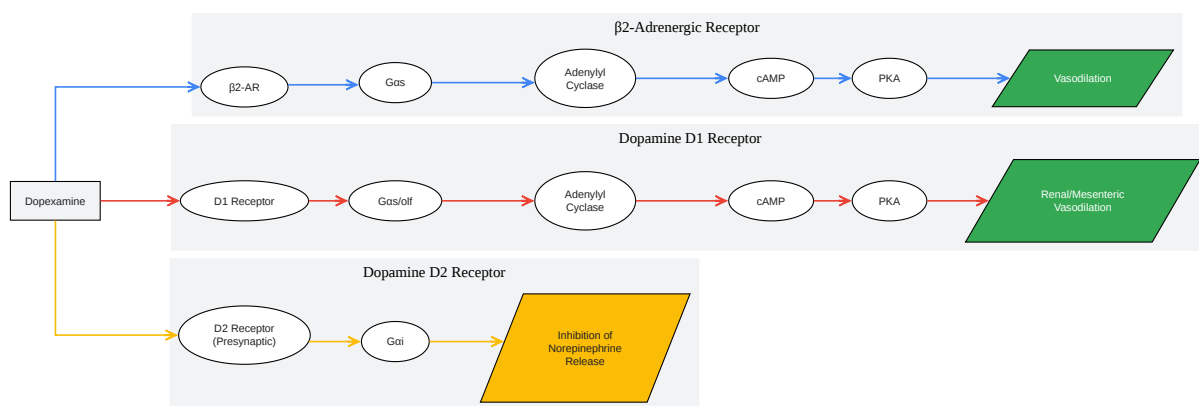 β2-Adrenergic Receptor
β2-AR
Gαs
Adenylyl
Cyclase
cAMP
PKA
Vasodilation
Dopexamine
Dopamine D1 Receptor
D1 Receptor
Gαs/olf
Adenylyl
Cyclase
cAMP
PKA
Renal/Mesenteric
Vasodilation
Dopamine D2 Receptor
D2 Receptor
(Presynaptic)
Gαi
Inhibition of
Norepinephrine
Release